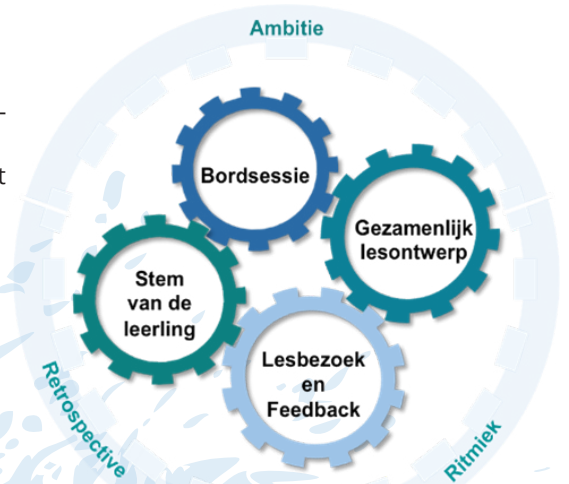 Ambitie
Bordsessie
Gezamenlijk
lesontwerp
Stem
van de
leerling
Lesbezoek
en
Feedback
Retrospective
Ritmiek